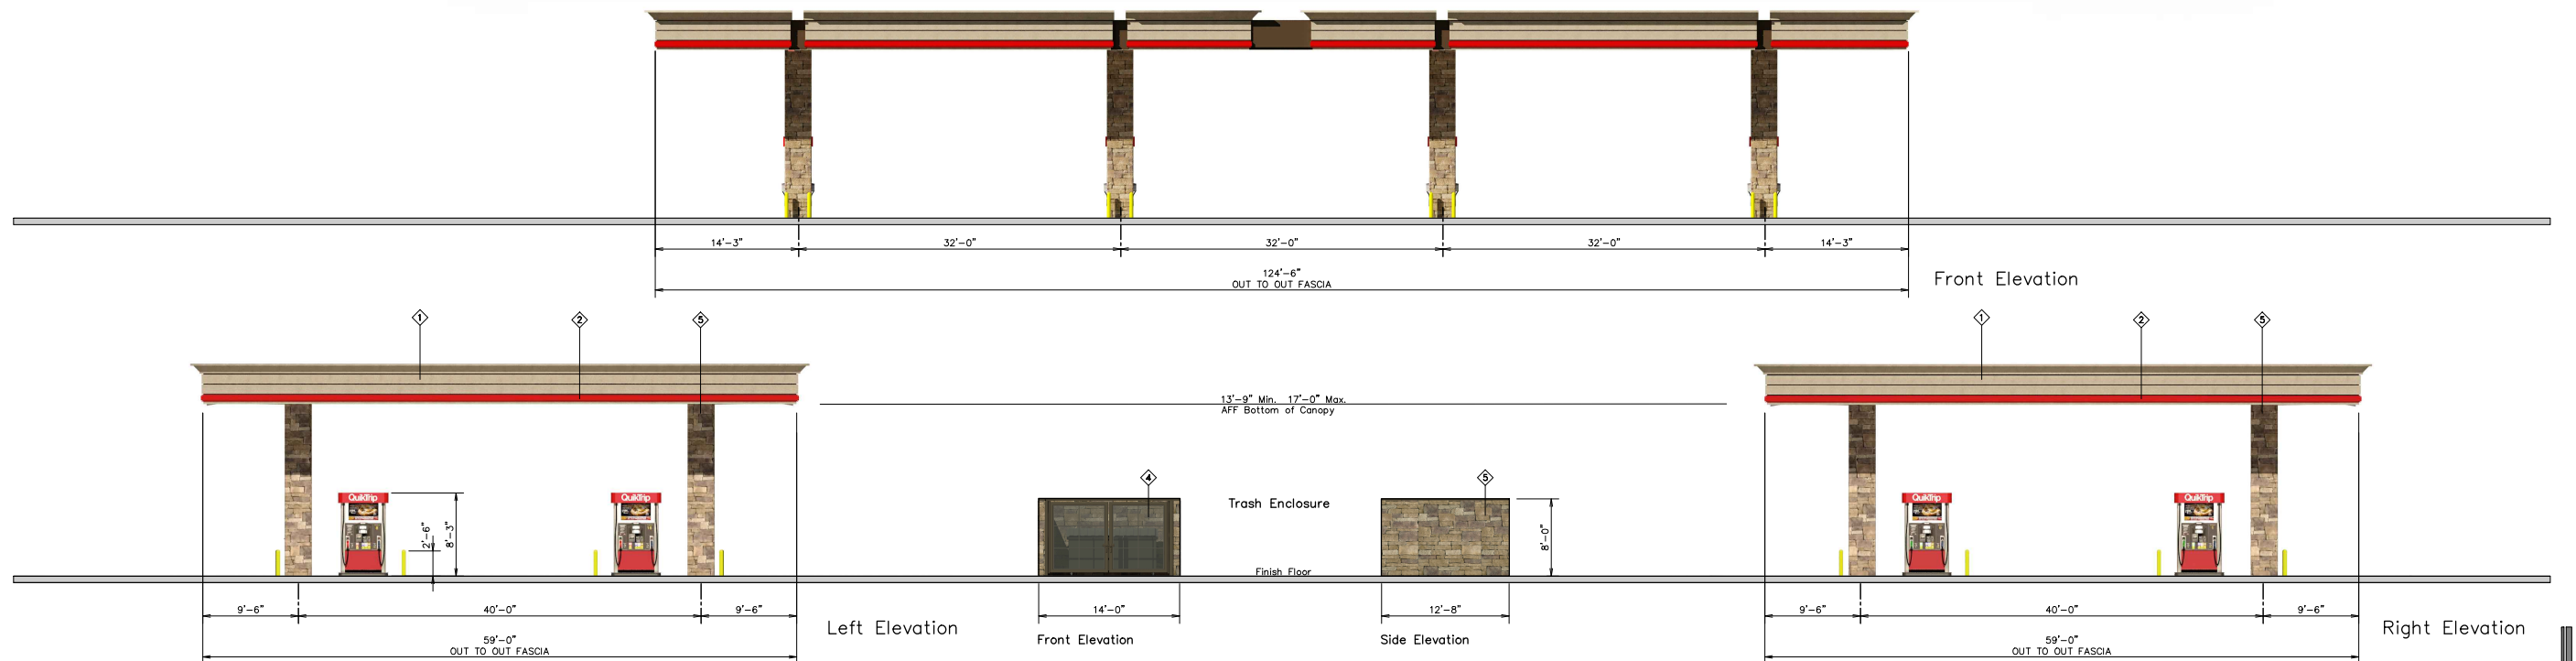 14'-3" 32'-0" 32'-0" 32'-0" 14'-3"
124'-6"
OUT TO OUT FASCIA
Front Elevation
1 2 5
1 2 5
13'-9" Min. 17'-0" Max.
AFF Bottom of Canopy
QuikTrip QuikTrip
2'-6"
8'-3"
4
Trash Enclosure
5
8'-0"
Finish Floor
QuikTrip QuikTrip
9'-6" 40'-0" 9'-6"
59'-0"
OUT TO OUT FASCIA
Left Elevation
14'-0"
Front Elevation
12'-8"
Side Elevation
9'-6" 40'-0" 9'-6"
59'-0"
OUT TO OUT FASCIA
Right Elevation